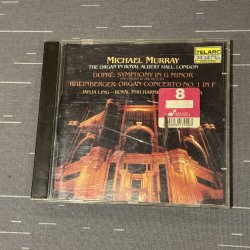 MICHAEL MURRAY
THE ORGAN IN ROYAL ALBERT HALL, LONDON
DUPRÉ: SYMPHONY IN G MINOR
RHEINBERGER: ORGAN CONCERTO NO. 1 IN F
JAHJA LING ROYAL PHILHARMONIC
TELARC
8